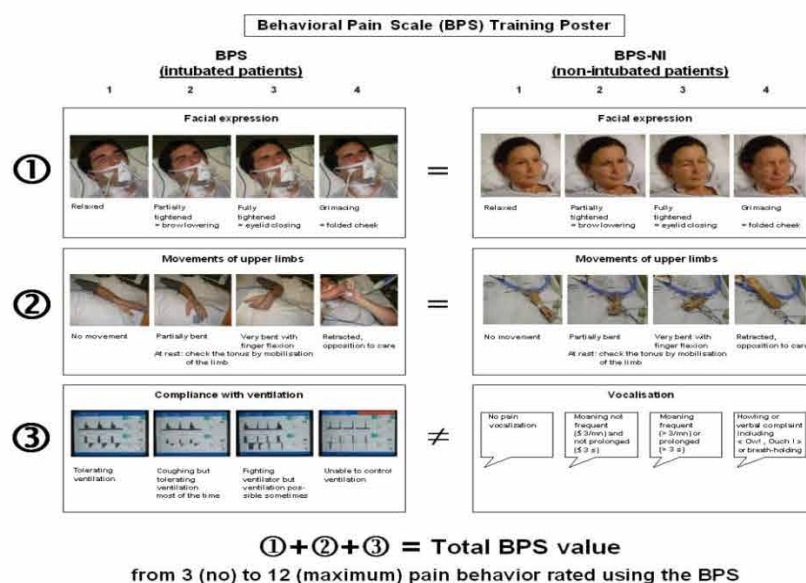 Behavioral Pain Scale (BPS) Training Poster
BPS
(intubated patients)
1 2 3 4
BPS-NI
(non-intubated patients)
1 2 3 4
①
Facial expression
Relaxed
Partially
tightened
= brow lowering
Fully
tightened
= eyelid closing
Grimacing
= folded cheek
=
Facial expression
Relaxed
Partially
tightened
= brow lowering
Fully
tightened
= eyelid closing
Grimacing
= folded cheek
②
Movements of upper limbs
No movement
Partially bent
Very bent with
finger flexion
Retracted,
opposition to care
At rest: check the tonus by mobilisation
of the limb
=
Movements of upper limbs
No movement
Partially bent
Very bent with
finger flexion
Retracted,
opposition to care
At rest: check the tonus by mobilisation
of the limb
③
Compliance with ventilation
Tolerating
ventilation
Coughing but
tolerating
ventilation
most of the time
Fighting
ventilator but
ventilation pos-
sible sometimes
Unable to control
ventilation
≠
Vocalisation
No pain
vocalization
Moaning not
frequent
(≤ 3/mn) and
not prolonged
(≤ 3 s)
Moaning
frequent
(> 3/mn) or
prolonged
(> 3 s)
Howling or
verbal complaint
including
« Ow! , Ouch ! »
or breath-holding
①+②+③ = Total BPS value
from 3 (no) to 12 (maximum) pain behavior rated using the BPS